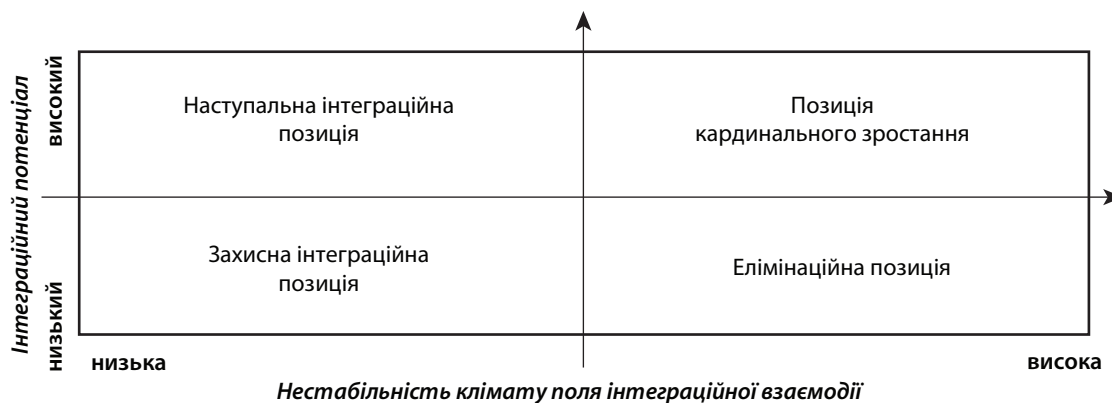 Інтеграційний потенціал
високий
низький
Наступальна інтеграційна
позиція
Позиція
кардинального зростання
Захисна інтеграційна
позиція
Елімінаційна позиція
низька
висока
Нестабільність клімату поля інтеграційної взаємодії